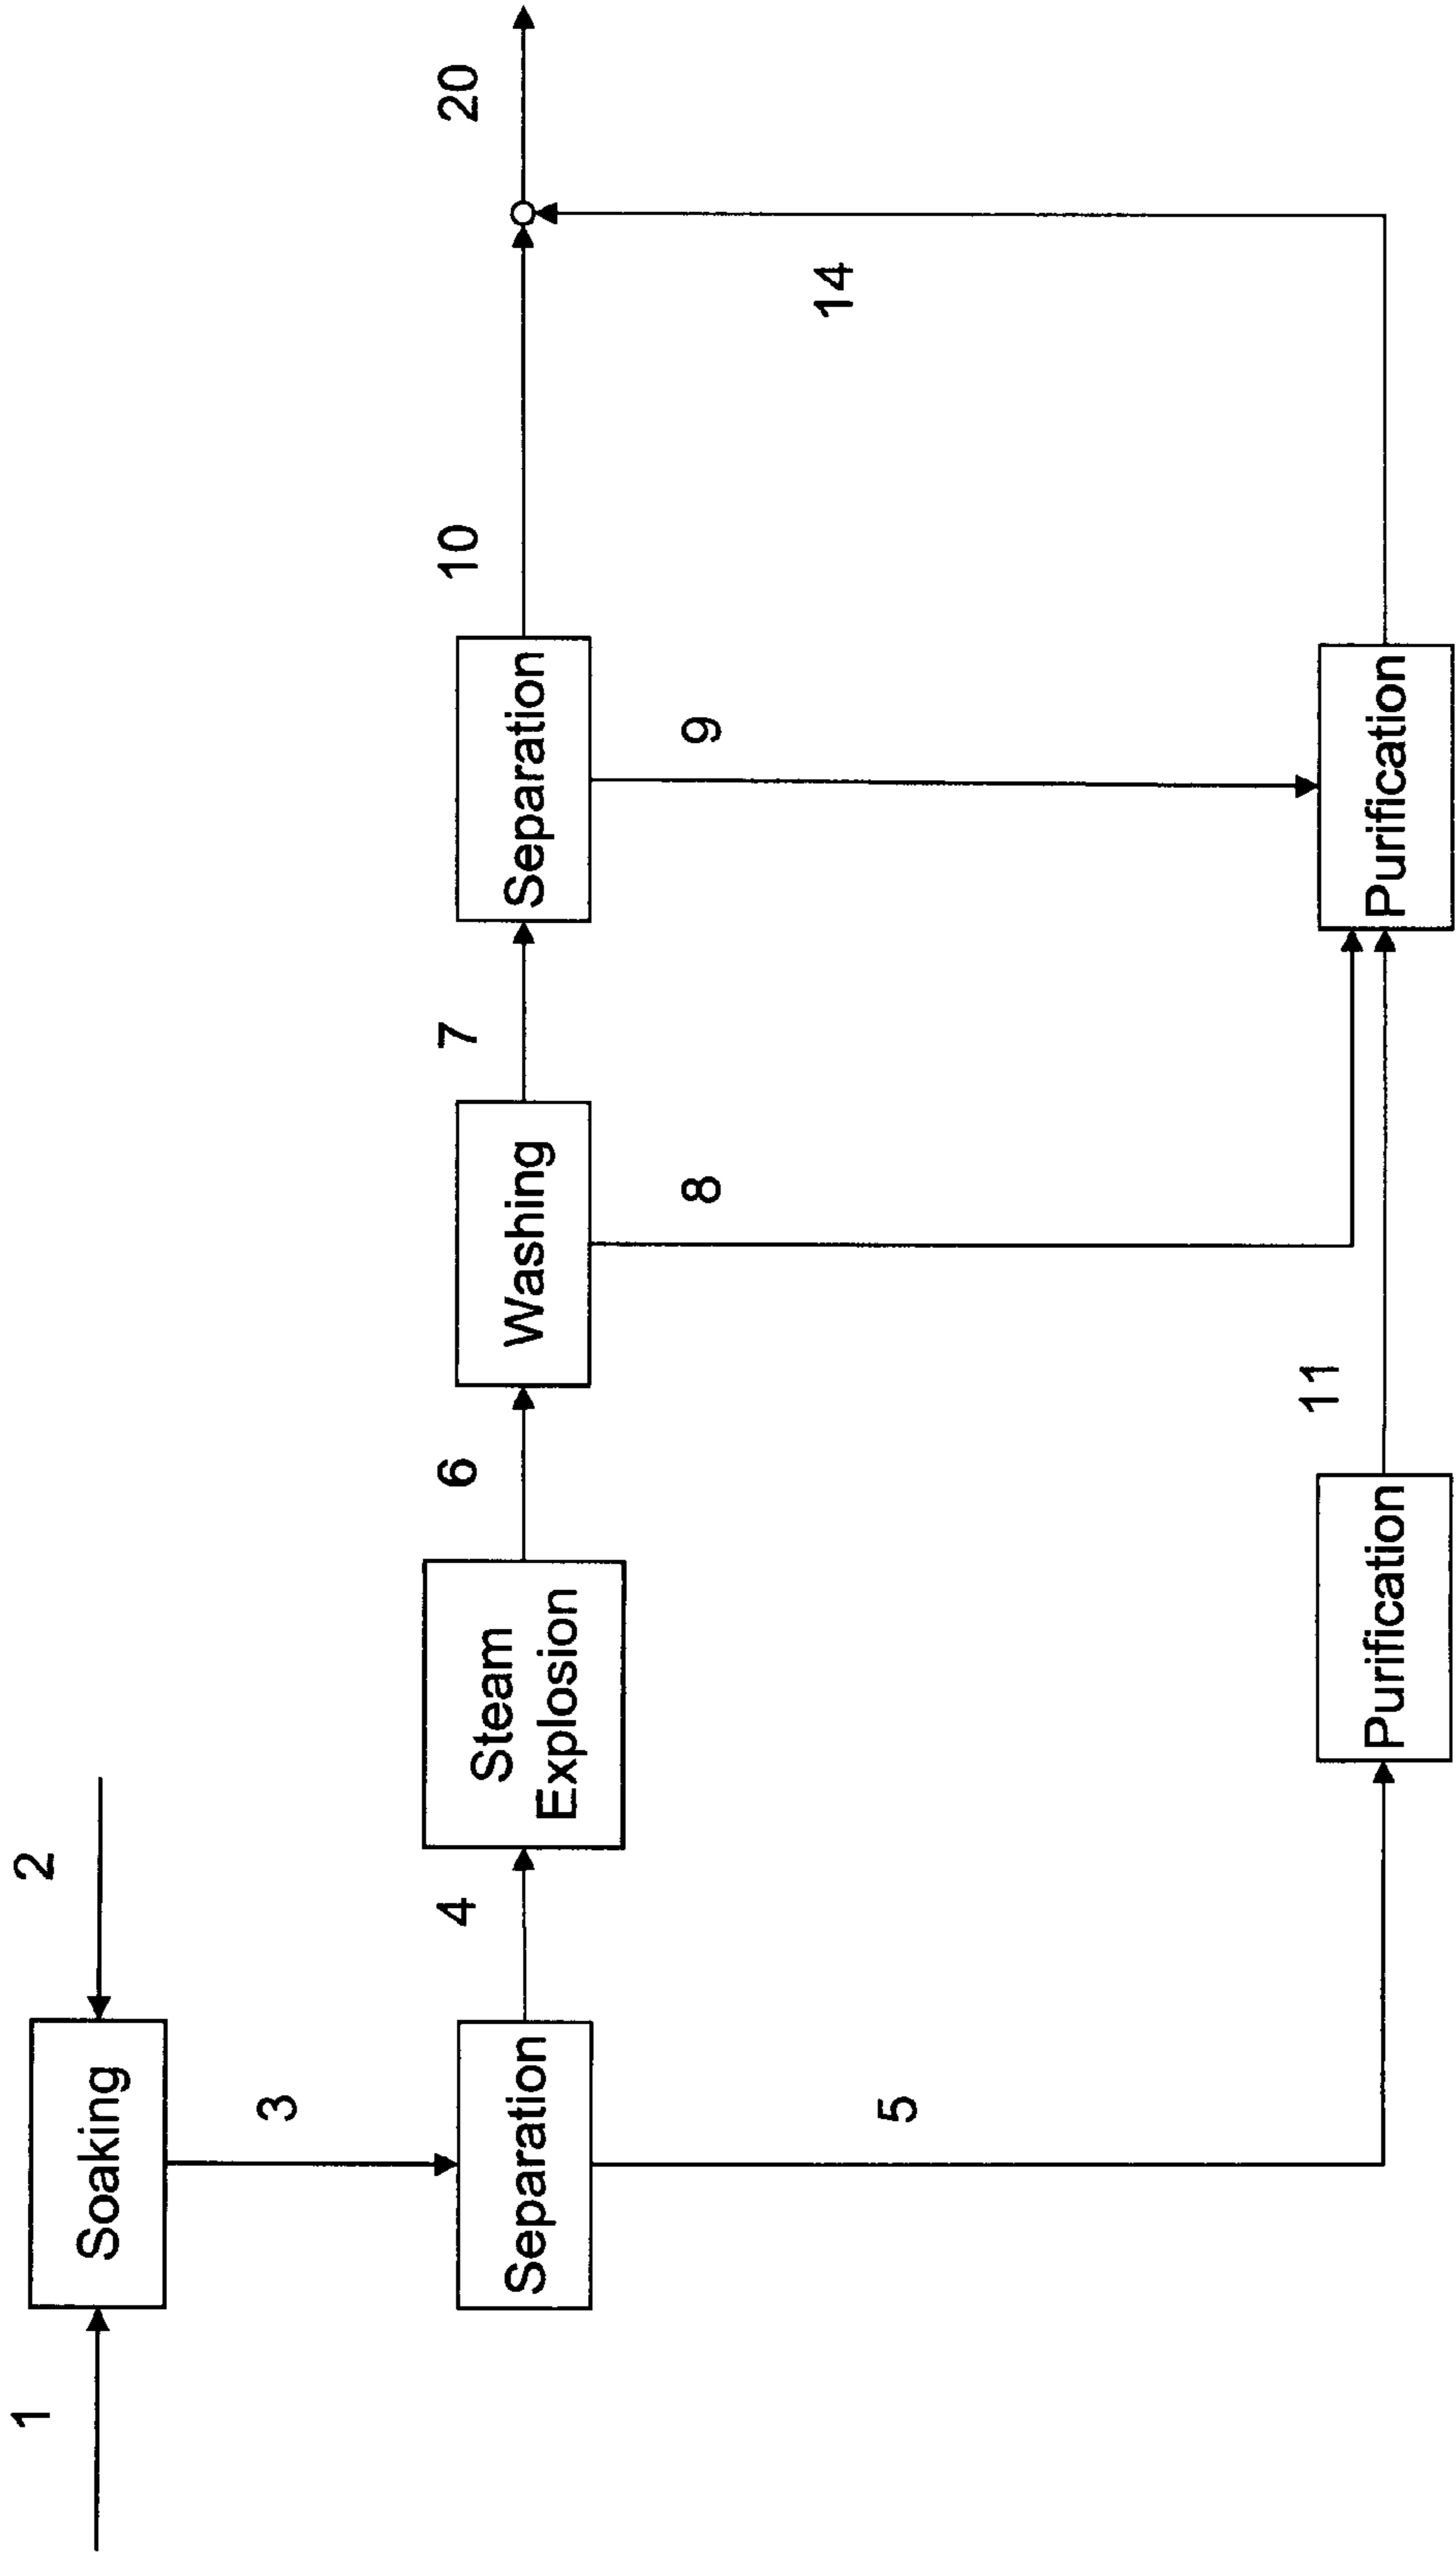 1
2
Soaking
3
Separation
4
Steam
Explosion
6
Washing
7
Separation
10
20
5
8
9
14
Purification
11
Purification